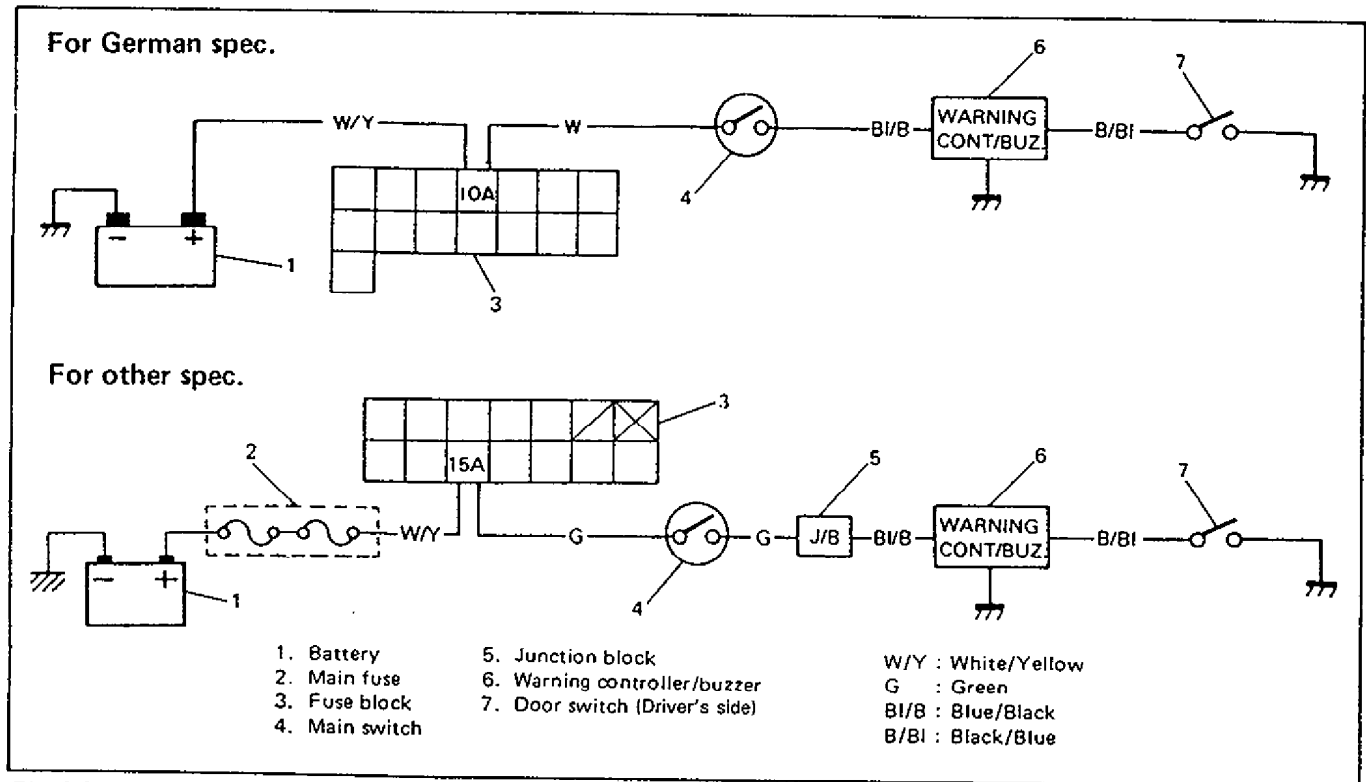 For German spec.
6
7
W/Y
W
Bl/B
WARNING
CONT/BUZ.
B/Bl
10A
4
- +
1
3
For other spec.
3
2
15A
5
6
7
W/Y
G
G
J/B
Bl/B
WARNING
CONT/BUZ.
B/Bl
- +
1
4
1. Battery
2. Main fuse
3. Fuse block
4. Main switch
5. Junction block
6. Warning controller/buzzer
7. Door switch (Driver's side)
W/Y : White/Yellow
G : Green
Bl/B : Blue/Black
B/Bl : Black/Blue